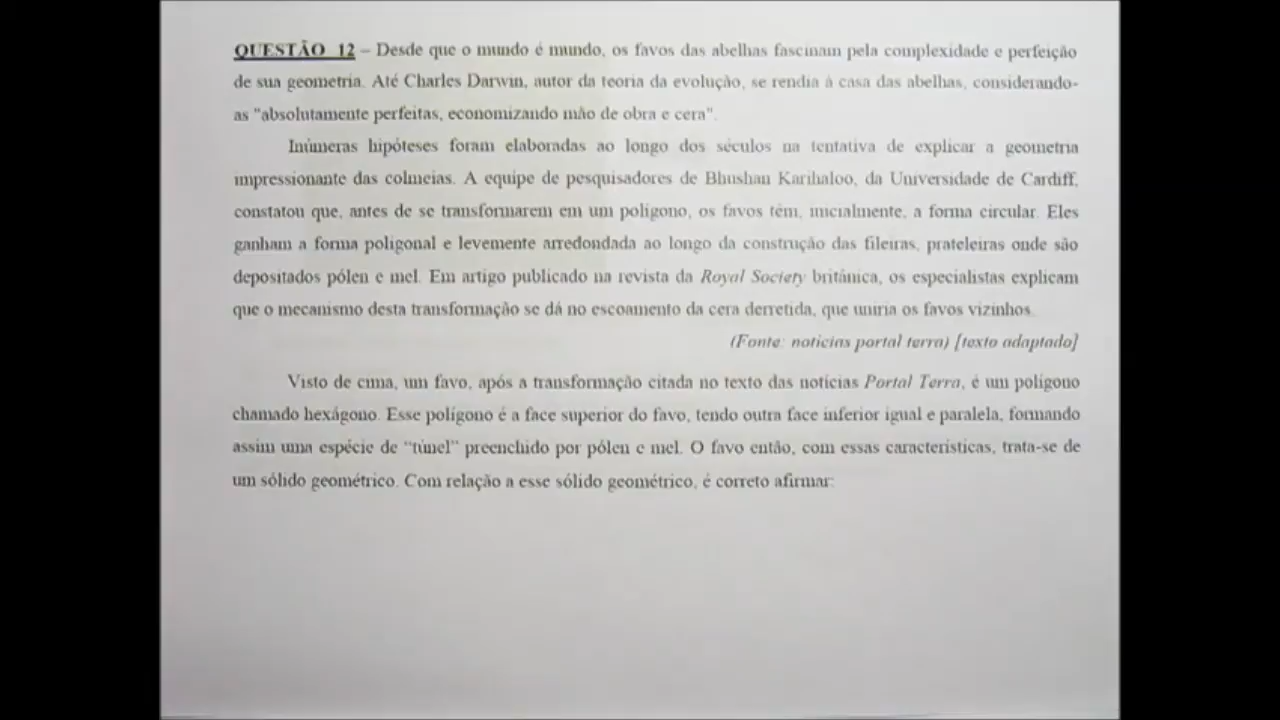 QUESTÃO 12 – Desde que o mundo é mundo, os favos das abelhas fascinam pela complexidade e perfeição
de sua geometria. Até Charles Darwin, autor da teoria da evolução, se rendia à casa das abelhas, considerando-
as "absolutamente perfeitas, economizando mão de obra e cera".
Inúmeras hipóteses foram elaboradas ao longo dos séculos na tentativa de explicar a geometria
impressionante das colmeias. A equipe de pesquisadores de Bhushan Karihaloo, da Universidade de Cardiff,
constatou que, antes de se transformarem em um polígono, os favos têm, inicialmente, a forma circular. Eles
ganham a forma poligonal e levemente arredondada ao longo da construção das fileiras, prateleiras onde são
depositados pólen e mel. Em artigo publicado na revista da Royal Society britânica, os especialistas explicam
que o mecanismo desta transformação se dá no escoamento da cera derretida, que uniria os favos vizinhos.
(Fonte: noticias portal terra) [texto adaptado]
Visto de cima, um favo, após a transformação citada no texto das notícias Portal Terra, é um polígono
chamado hexágono. Esse polígono é a face superior do favo, tendo outra face inferior igual e paralela, formando
assim uma espécie de “túnel” preenchido por pólen e mel. O favo então, com essas características, trata-se de
um sólido geométrico. Com relação a esse sólido geométrico, é correto afirmar: